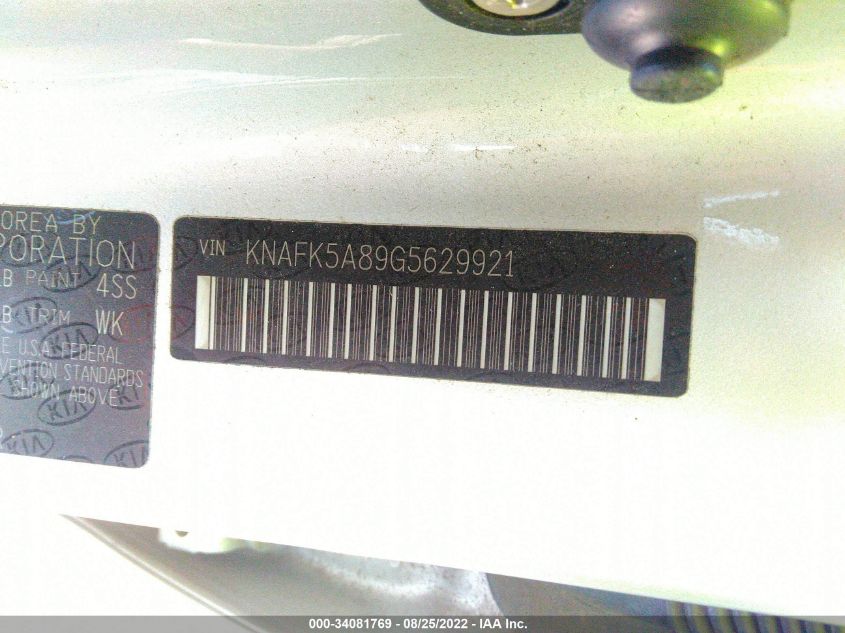 OREA BY
PORATION
B PAINT 4SS
B TRIM WK
E U.S.A FEDERAL
VENTION STANDARDS
SHOWN ABOVE
VIN KNAFK5A89G5629921
KIA
000-34081769 - 08/25/2022 - IAA Inc.